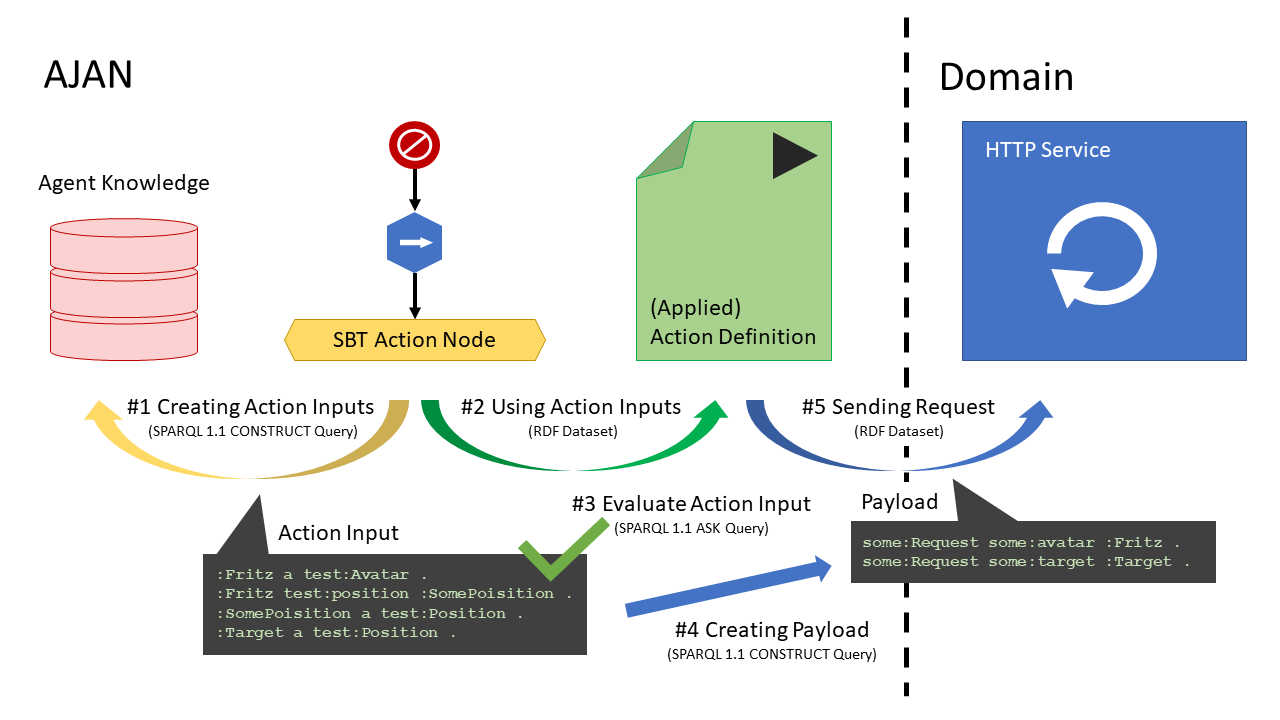 AJAN
Domain
HTTP Service
Agent Knowledge
(Applied)
Action Definition
SBT Action Node
#1 Creating Action Inputs
(SPARQL 1.1 CONSTRUCT Query)
#2 Using Action Inputs
(RDF Dataset)
#5 Sending Request
(RDF Dataset)
#3 Evaluate Action Input
(SPARQL 1.1 ASK Query)
Payload
some:Request some:avatar :Fritz .
some:Request some:target :Target .
Action Input
:Fritz a test:Avatar .
:Fritz test:position :SomePoisition .
:SomePoisition a test:Position .
:Target a test:Position .
#4 Creating Payload
(SPARQL 1.1 CONSTRUCT Query)